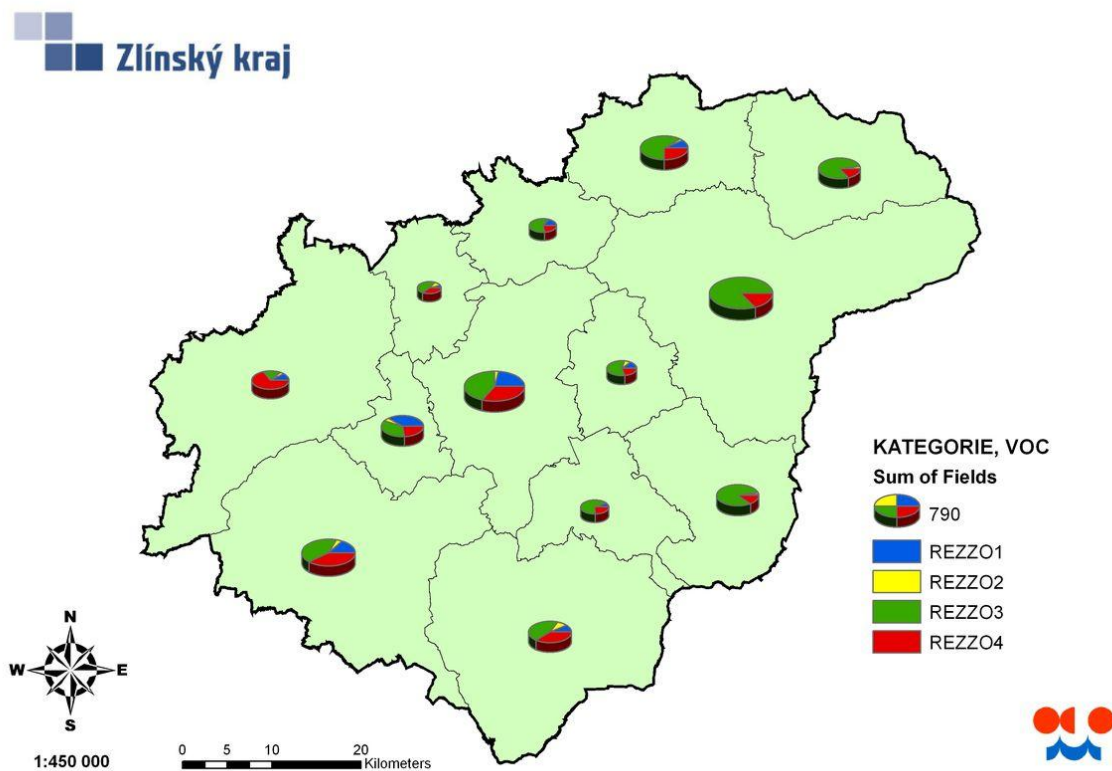 Zlínský kraj
KATEGORIE, VOC
Sum of Fields
790
REZZO1
REZZO2
REZZO3
REZZO4
N
W E
S
1:450 000
0 5 10 20
Kilometers